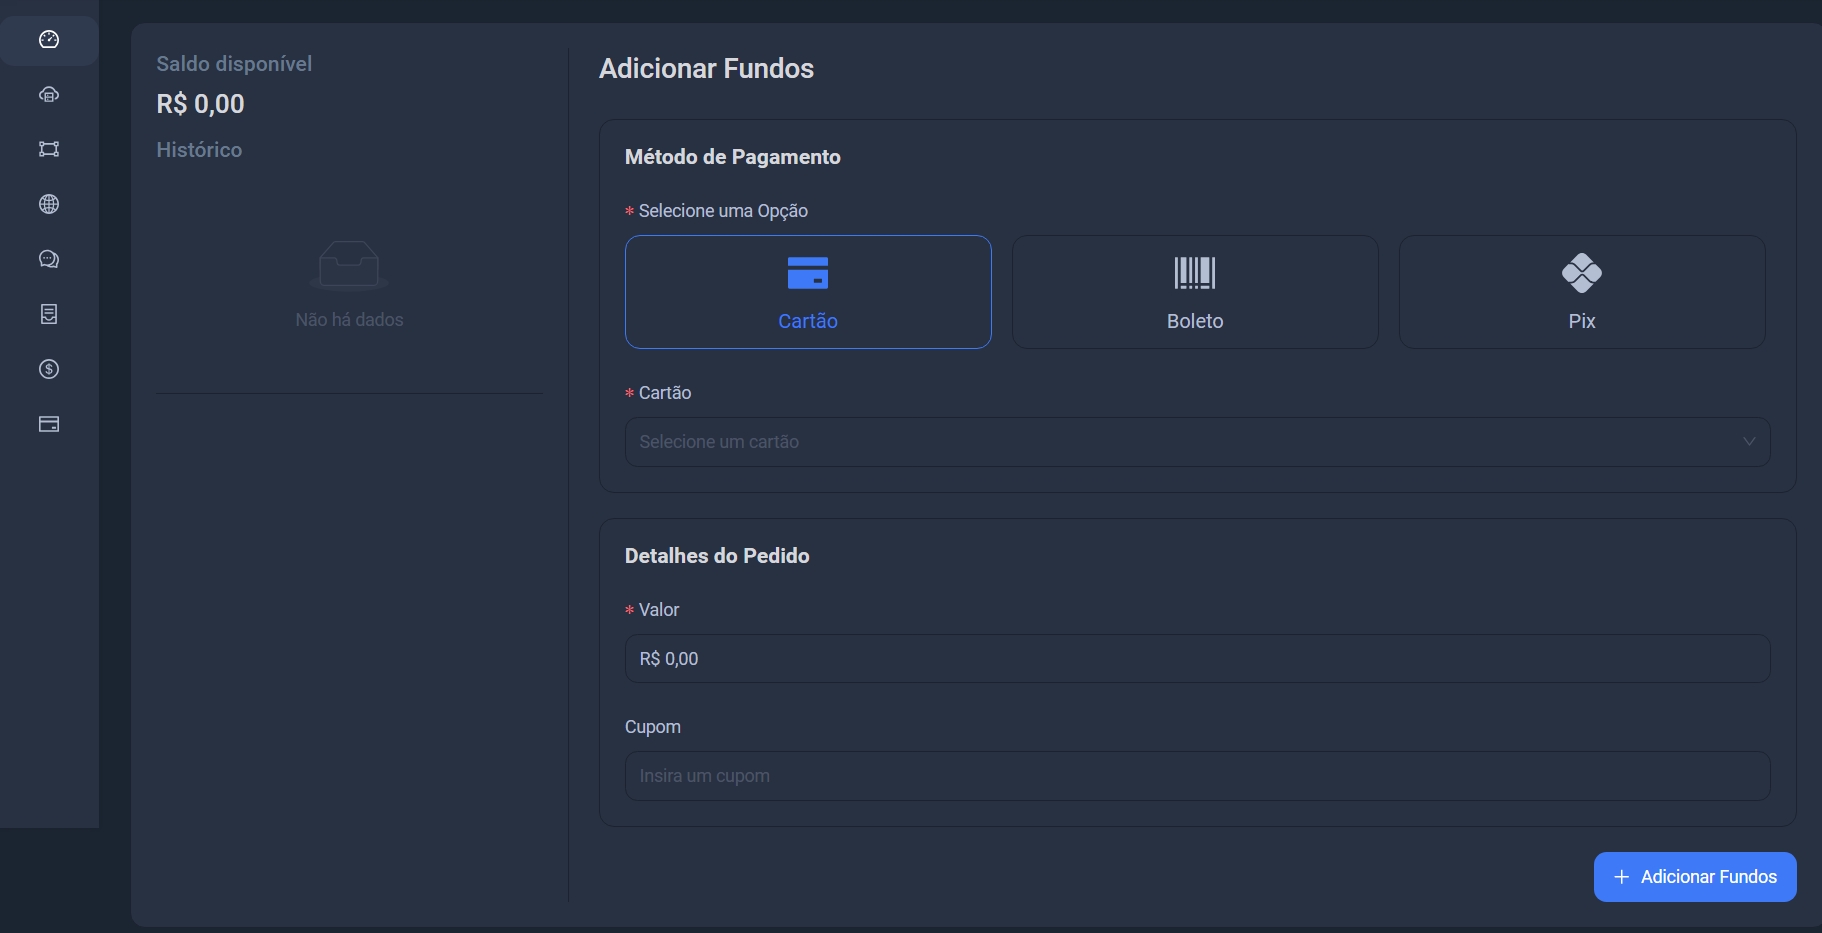 Saldo disponível
R$ 0,00
Histórico
Não há dados
Adicionar Fundos
Método de Pagamento
* Selecione uma Opção
Cartão
Boleto
Pix
* Cartão
Selecione um cartão
Detalhes do Pedido
* Valor
R$ 0,00
Cupom
Insira um cupom
+ Adicionar Fundos